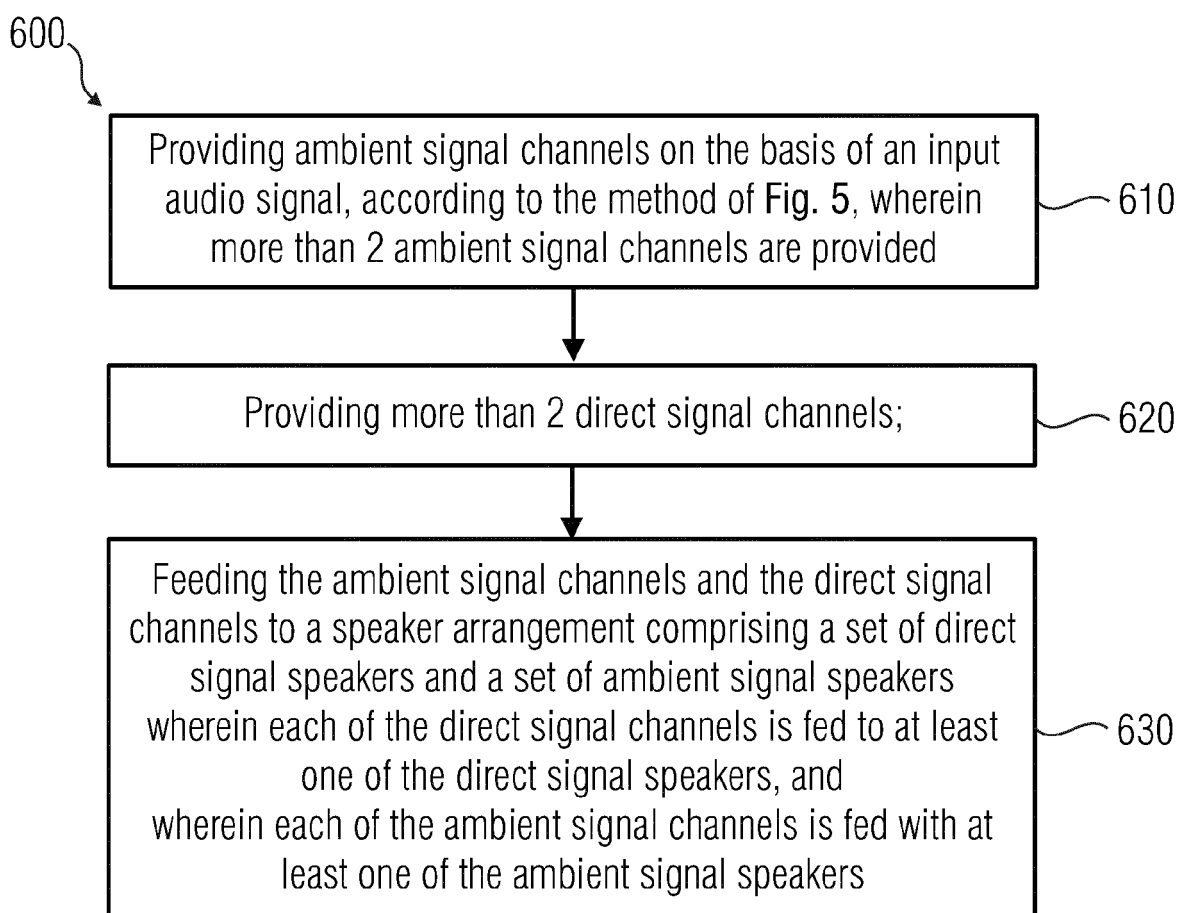 600
Providing ambient signal channels on the basis of an input
audio signal, according to the method of Fig. 5, wherein
more than 2 ambient signal channels are provided
610
Providing more than 2 direct signal channels;
620
Feeding the ambient signal channels and the direct signal
channels to a speaker arrangement comprising a set of direct
signal speakers and a set of ambient signal speakers
wherein each of the direct signal channels is fed to at least
one of the direct signal speakers, and
wherein each of the ambient signal channels is fed with at
least one of the ambient signal speakers
630